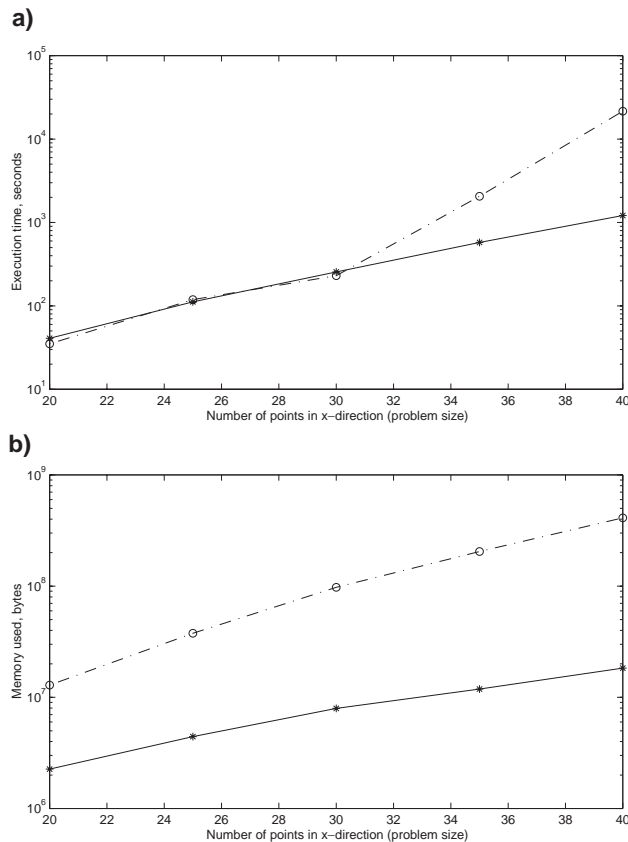 a)
10^5
10^4
10^3
10^2
10^1
Execution time, seconds
20 22 24 26 28 30 32 34 36 38 40
Number of points in x−direction (problem size)
b)
10^9
10^8
10^7
10^6
Memory used, bytes
20 22 24 26 28 30 32 34 36 38 40
Number of points in x−direction (problem size)